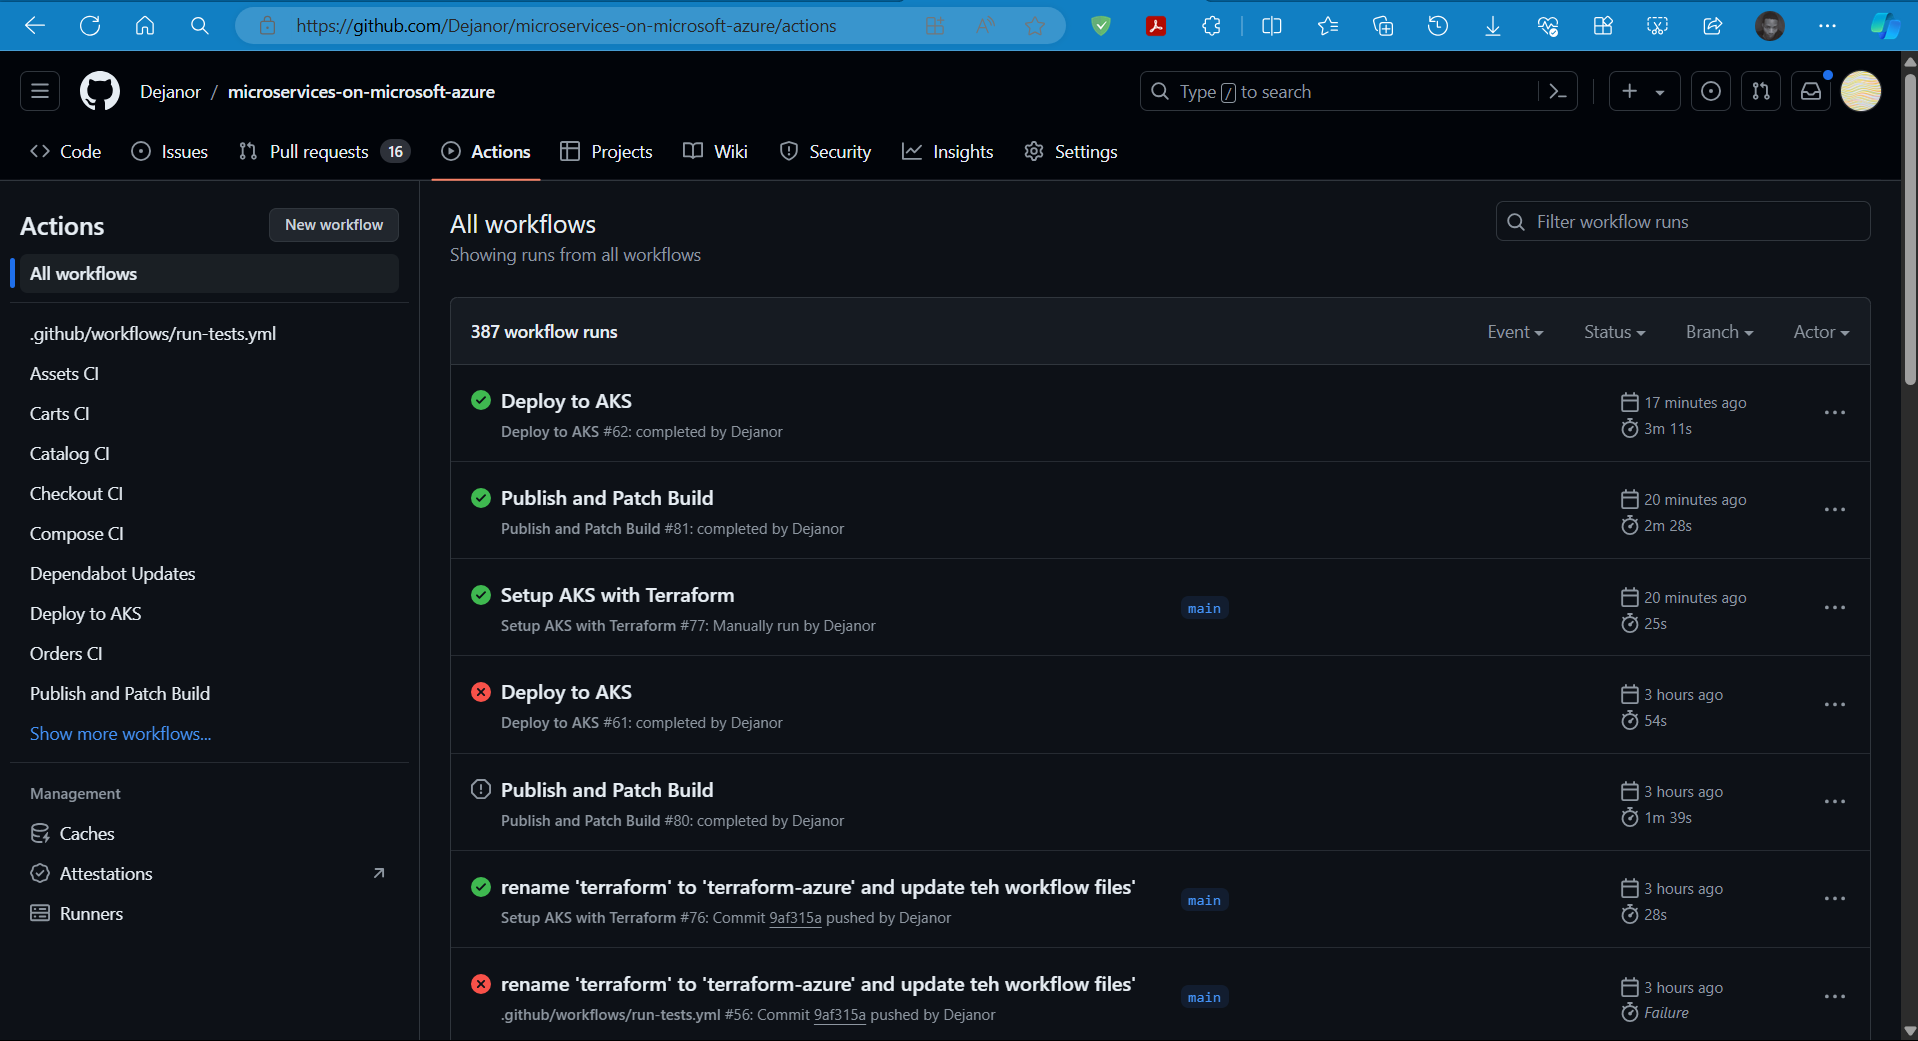 https://github.com/Dejanor/microservices-on-microsoft-azure/actions
Dejanor / microservices-on-microsoft-azure
Type / to search
Code
Issues
Pull requests 16
Actions
Projects
Wiki
Security
Insights
Settings
Actions
New workflow
All workflows
.github/workflows/run-tests.yml
Assets CI
Carts CI
Catalog CI
Checkout CI
Compose CI
Dependabot Updates
Deploy to AKS
Orders CI
Publish and Patch Build
Show more workflows...
Management
Caches
Attestations
Runners
All workflows
Showing runs from all workflows
Filter workflow runs
387 workflow runs
Event
Status
Branch
Actor
Deploy to AKS
Deploy to AKS #62: completed by Dejanor
17 minutes ago
3m 11s
Publish and Patch Build
Publish and Patch Build #81: completed by Dejanor
20 minutes ago
2m 28s
Setup AKS with Terraform
Setup AKS with Terraform #77: Manually run by Dejanor
main
20 minutes ago
25s
Deploy to AKS
Deploy to AKS #61: completed by Dejanor
3 hours ago
54s
Publish and Patch Build
Publish and Patch Build #80: completed by Dejanor
3 hours ago
1m 39s
rename 'terraform' to 'terraform-azure' and update teh workflow files'
Setup AKS with Terraform #76: Commit 9af315a pushed by Dejanor
main
3 hours ago
28s
rename 'terraform' to 'terraform-azure' and update teh workflow files'
.github/workflows/run-tests.yml #56: Commit 9af315a pushed by Dejanor
main
3 hours ago
Failure